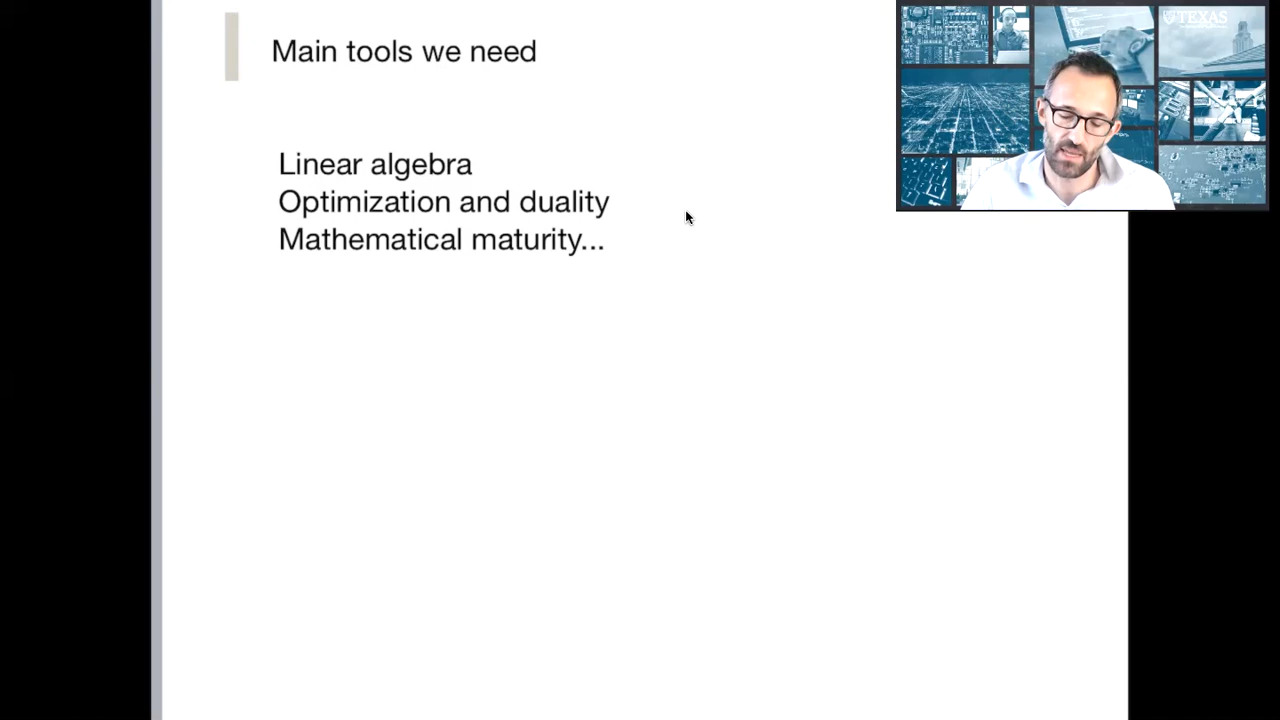 Main tools we need
TEXAS
Linear algebra
Optimization and duality
Mathematical maturity...